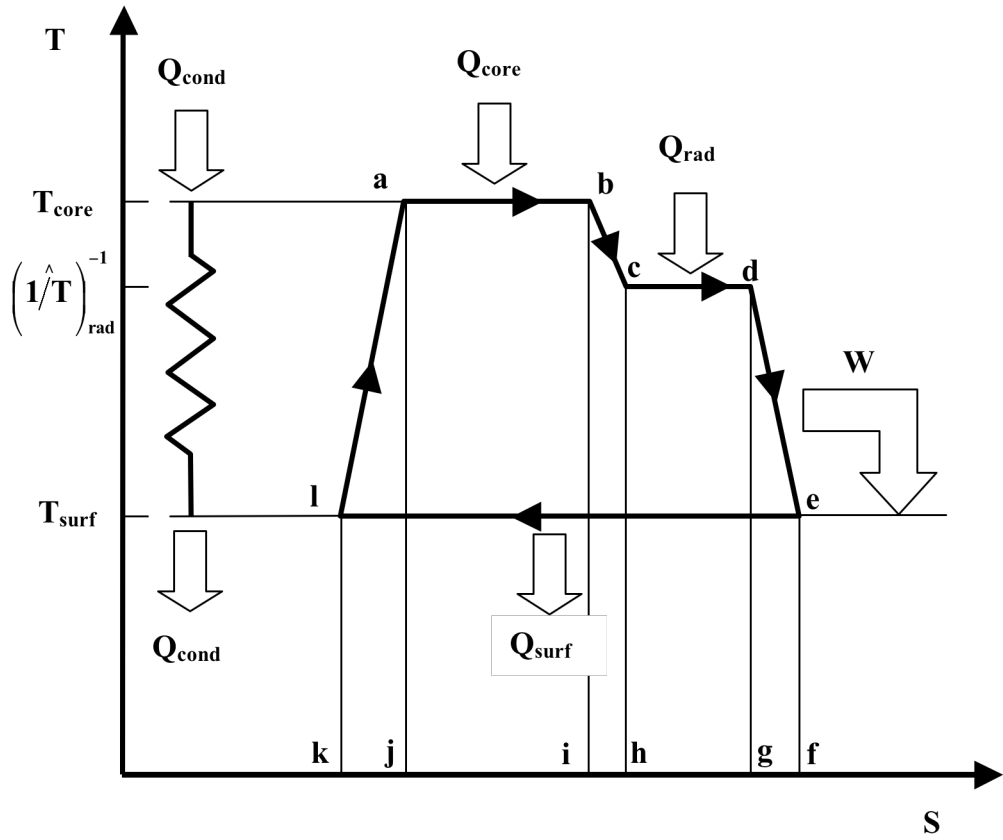 T
Qcond
Qcore
Qrad
a
b
Tcore
c
d
(1/T̂)⁻¹rad
W
l
e
Tsurf
Qcond
Qsurf
k j i h g f
S